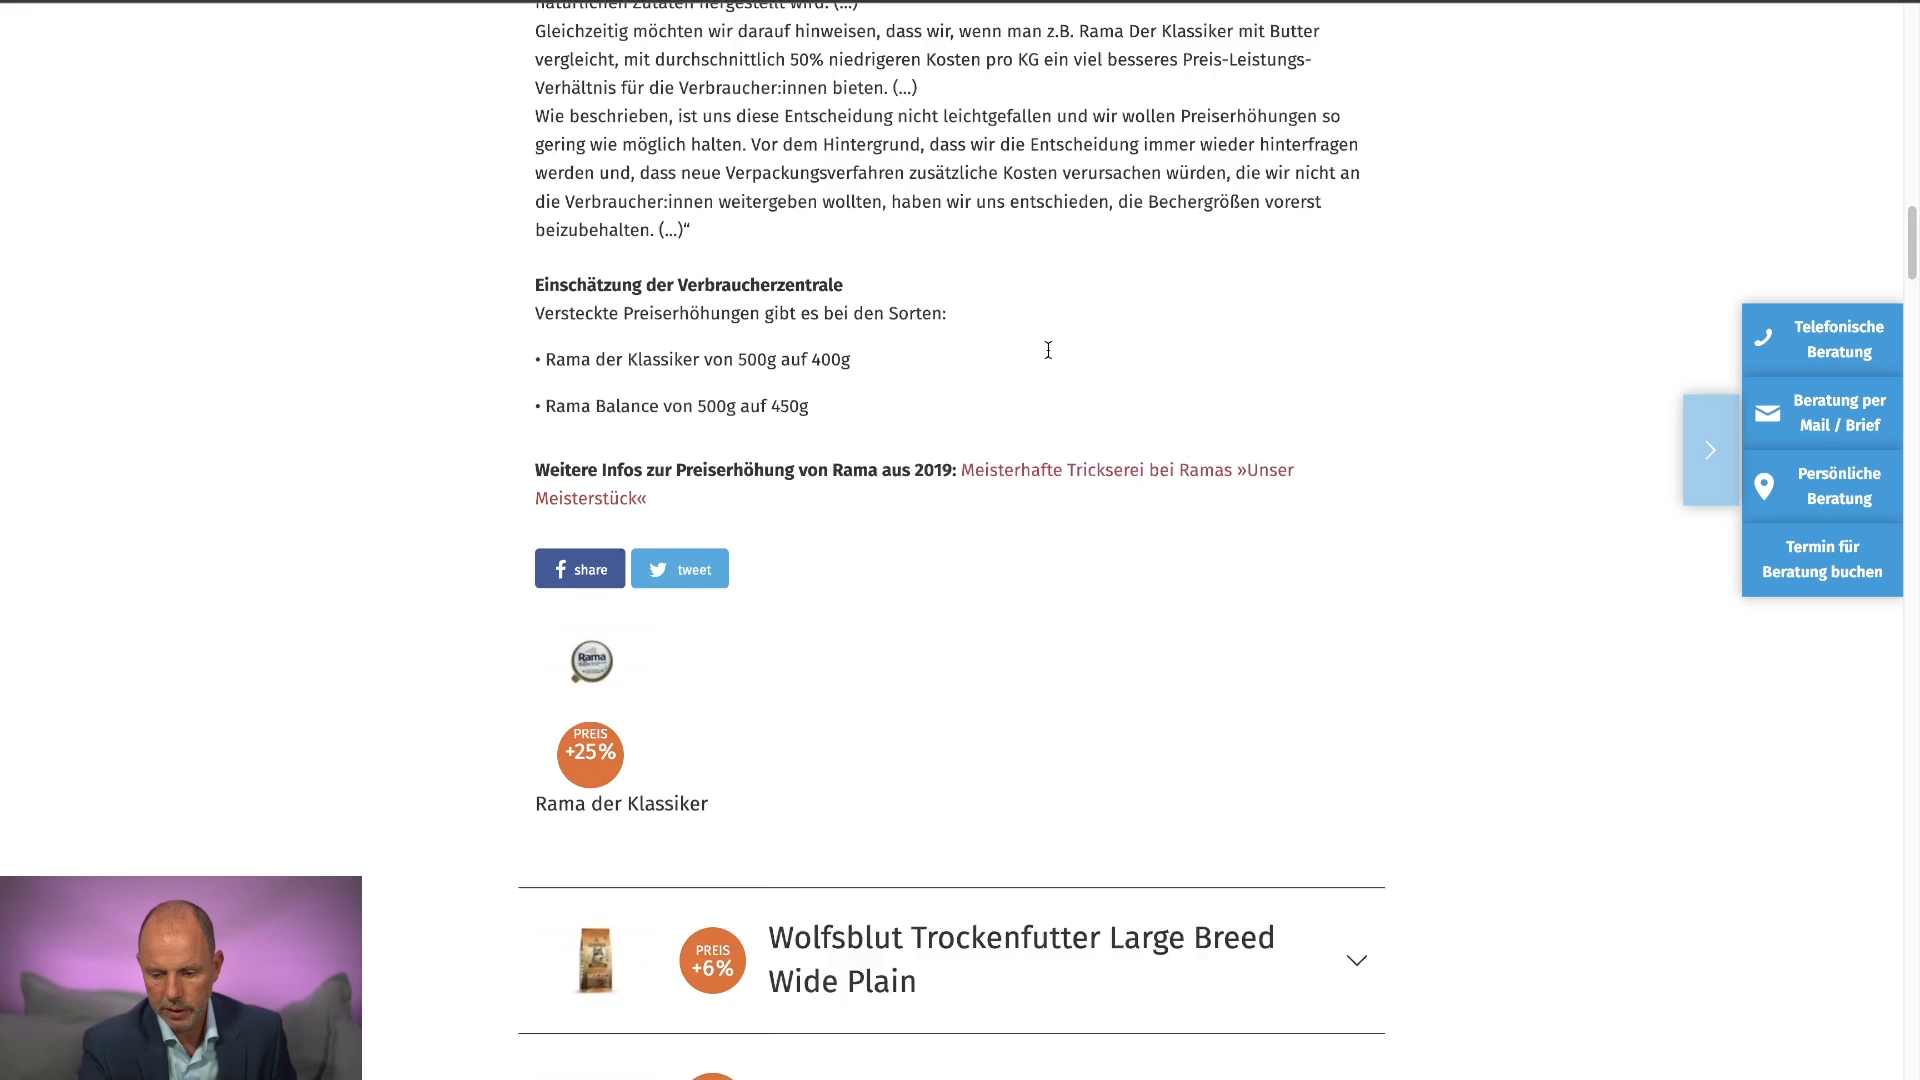 natürlichen Zutaten hergestellt wird. (...)
Gleichzeitig möchten wir darauf hinweisen, dass wir, wenn man z.B. Rama Der Klassiker mit Butter
vergleicht, mit durchschnittlich 50% niedrigeren Kosten pro KG ein viel besseres Preis-Leistungs-
Verhältnis für die Verbraucher:innen bieten. (...)
Wie beschrieben, ist uns diese Entscheidung nicht leichtgefallen und wir wollen Preiserhöhungen so
gering wie möglich halten. Vor dem Hintergrund, dass wir die Entscheidung immer wieder hinterfragen
werden und, dass neue Verpackungsverfahren zusätzliche Kosten verursachen würden, die wir nicht an
die Verbraucher:innen weitergeben wollten, haben wir uns entschieden, die Bechergrößen vorerst
beizubehalten. (...)“
Einschätzung der Verbraucherzentrale
Versteckte Preiserhöhungen gibt es bei den Sorten:
• Rama der Klassiker von 500g auf 400g
• Rama Balance von 500g auf 450g
Weitere Infos zur Preiserhöhung von Rama aus 2019: Meisterhafte Trickserei bei Ramas »Unser
Meisterstück«
share
tweet
Rama
PREIS
+25%
Rama der Klassiker
PREIS
+6%
Wolfsblut Trockenfutter Large Breed
Wide Plain
Telefonische
Beratung
Beratung per
Mail / Brief
Persönliche
Beratung
Termin für
Beratung buchen